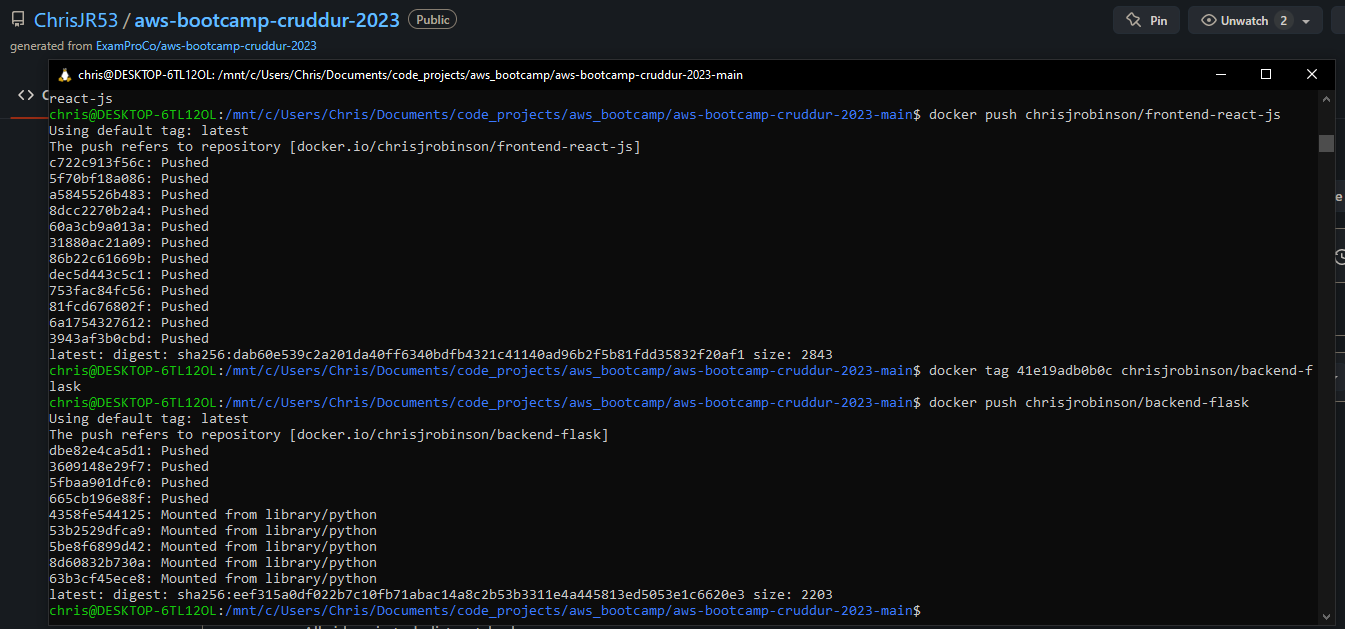 ChrisJR53 / aws-bootcamp-cruddur-2023 Public
Pin
Unwatch 2
generated from ExamProCo/aws-bootcamp-cruddur-2023
chris@DESKTOP-6TL12OL: /mnt/c/Users/Chris/Documents/code_projects/aws_bootcamp/aws-bootcamp-cruddur-2023-main
react-js
chris@DESKTOP-6TL12OL:/mnt/c/Users/Chris/Documents/code_projects/aws_bootcamp/aws-bootcamp-cruddur-2023-main$ docker push chrisjrobinson/frontend-react-js
Using default tag: latest
The push refers to repository [docker.io/chrisjrobinson/frontend-react-js]
c722c913f56c: Pushed
5f70bf18a086: Pushed
a5845526b483: Pushed
8dcc2270b2a4: Pushed
60a3cb9a013a: Pushed
31880ac21a09: Pushed
86b22c61669b: Pushed
dec5d443c5c1: Pushed
753fac84fc56: Pushed
81fcd676802f: Pushed
6a1754327612: Pushed
3943af3b0cbd: Pushed
latest: digest: sha256:dab60e539c2a201da40ff6340bdfb4321c41140ad96b2f5b81fdd35832f20af1 size: 2843
chris@DESKTOP-6TL12OL:/mnt/c/Users/Chris/Documents/code_projects/aws_bootcamp/aws-bootcamp-cruddur-2023-main$ docker tag 41e19adb0b0c chrisjrobinson/backend-f
lask
chris@DESKTOP-6TL12OL:/mnt/c/Users/Chris/Documents/code_projects/aws_bootcamp/aws-bootcamp-cruddur-2023-main$ docker push chrisjrobinson/backend-flask
Using default tag: latest
The push refers to repository [docker.io/chrisjrobinson/backend-flask]
dbe82e4ca5d1: Pushed
3609148e29f7: Pushed
5fbaa901dfc0: Pushed
665cb196e88f: Pushed
4358fe544125: Mounted from library/python
53b2529dfca9: Mounted from library/python
5be8f6899d42: Mounted from library/python
8d60832b730a: Mounted from library/python
63b3cf45ece8: Mounted from library/python
latest: digest: sha256:eef315a0df022b7c10fb71abac14a8c2b53b3311e4a445813ed5053e1c6620e3 size: 2203
chris@DESKTOP-6TL12OL:/mnt/c/Users/Chris/Documents/code_projects/aws_bootcamp/aws-bootcamp-cruddur-2023-main$